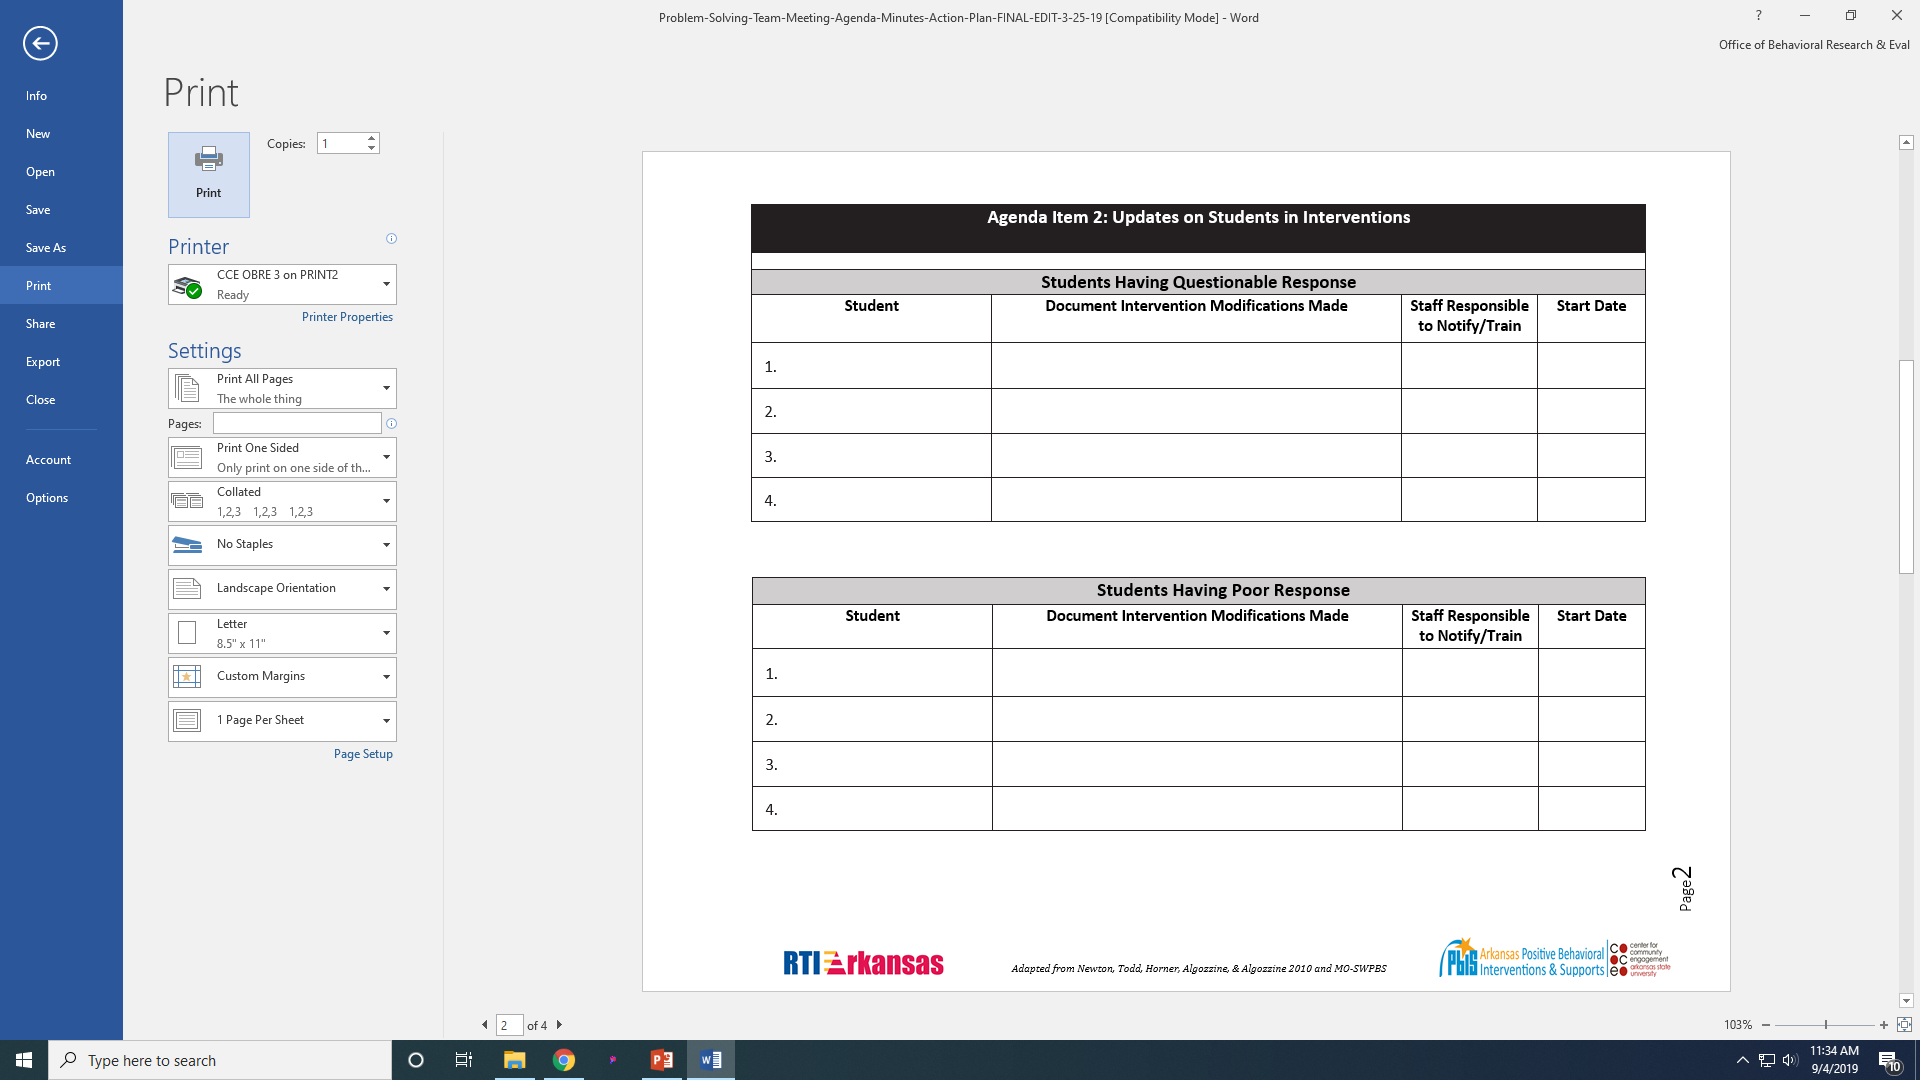 Problem-Solving-Team-Meeting-Agenda-Minutes-Action-Plan-FINAL-EDIT-3-25-19 [Compatibility Mode] - Word
?
Office of Behavioral Research & Eval
Info
New
Open
Save
Save As
Print
Share
Export
Close
Account
Options
Print
Print
Copies: 1
Printer
CCE OBRE 3 on PRINT2
Ready
Printer Properties
Settings
Print All Pages
The whole thing
Pages:
Print One Sided
Only print on one side of th...
Collated
1,2,3 1,2,3 1,2,3
No Staples
Landscape Orientation
Letter
8.5" x 11"
Custom Margins
1 Page Per Sheet
Page Setup
Agenda Item 2: Updates on Students in Interventions
Students Having Questionable Response
Student Document Intervention Modifications Made Staff Responsible to Notify/Train Start Date
1.
2.
3.
4.
Students Having Poor Response
Student Document Intervention Modifications Made Staff Responsible to Notify/Train Start Date
1.
2.
3.
4.
Page2
RTI Arkansas
Adapted from Newton, Todd, Horner, Algozzine, & Algozzine 2010 and MO-SWPBS
PBIS Arkansas Positive Behavioral
Interventions & Supports
center for
community
engagement
arkansas state
university
2 of 4
103%
Type here to search
11:34 AM
9/4/2019
10